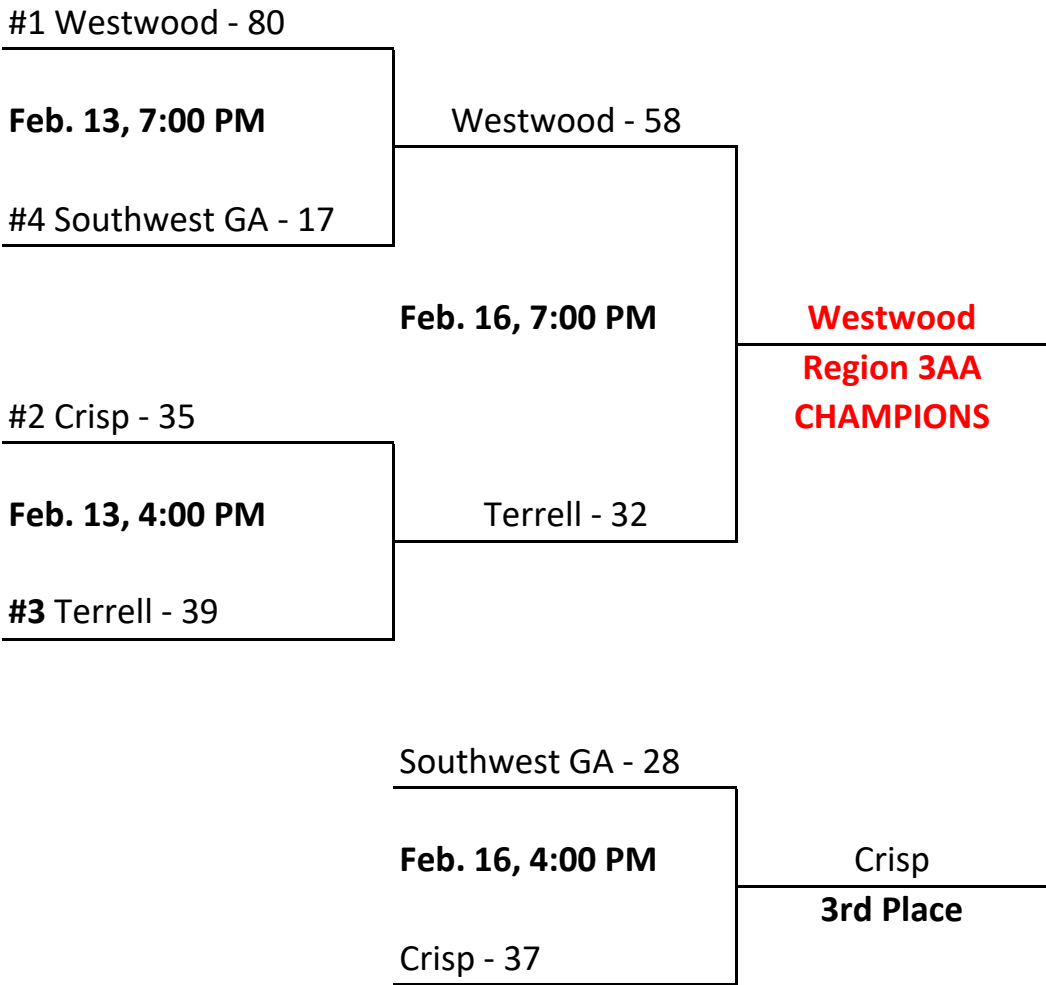 #1 Westwood - 80
Feb. 13, 7:00 PM
Westwood - 58
#4 Southwest GA - 17
Feb. 16, 7:00 PM
Westwood
Region 3AA
CHAMPIONS
#2 Crisp - 35
Feb. 13, 4:00 PM
Terrell - 32
#3 Terrell - 39
Southwest GA - 28
Feb. 16, 4:00 PM
Crisp
3rd Place
Crisp - 37